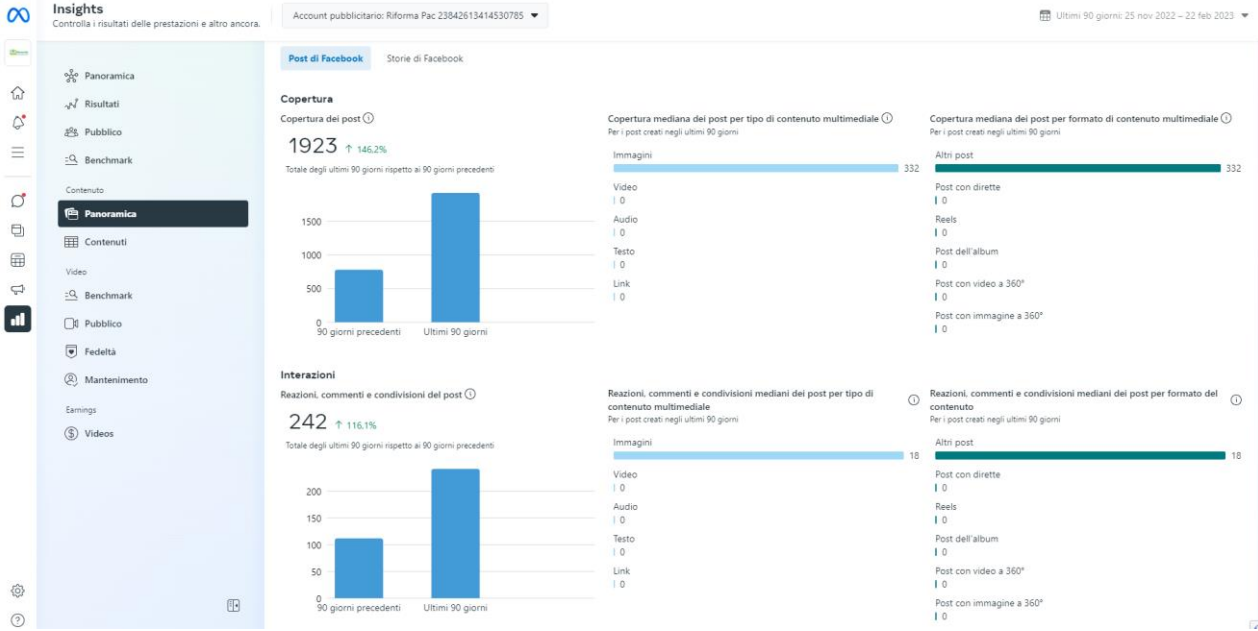 Insights
Controlla i risultati delle prestazioni e altro ancora.
Account pubblicitario: Riforma Pac 23842613414530785
Ultimi 90 giorni: 25 nov 2022 – 22 feb 2023
Panoramica
Risultati
Pubblico
Benchmark
Contenuto
Panoramica
Contenuti
Video
Benchmark
Pubblico
Fedeltà
Mantenimento
Earnings
Videos
Post di Facebook
Storie di Facebook
Copertura
Copertura dei post
1923 ↑ 146,2%
Totale degli ultimi 90 giorni rispetto ai 90 giorni precedenti
1500
1000
500
0
90 giorni precedenti
Ultimi 90 giorni
Copertura mediana dei post per tipo di contenuto multimediale
Per i post creati negli ultimi 90 giorni
Immagini
332
Video
0
Audio
0
Testo
0
Link
0
Copertura mediana dei post per formato di contenuto multimediale
Per i post creati negli ultimi 90 giorni
Altri post
332
Post con dirette
0
Reels
0
Post dell'album
0
Post con video a 360°
0
Post con immagine a 360°
0
Interazioni
Reazioni, commenti e condivisioni del post
242 ↑ 116,1%
Totale degli ultimi 90 giorni rispetto ai 90 giorni precedenti
200
150
100
50
0
90 giorni precedenti
Ultimi 90 giorni
Reazioni, commenti e condivisioni mediani dei post per tipo di
contenuto multimediale
Per i post creati negli ultimi 90 giorni
Immagini
18
Video
0
Audio
0
Testo
0
Link
0
Reazioni, commenti e condivisioni mediani dei post per formato del
contenuto
Per i post creati negli ultimi 90 giorni
Altri post
18
Post con dirette
0
Reels
0
Post dell'album
0
Post con video a 360°
0
Post con immagine a 360°
0